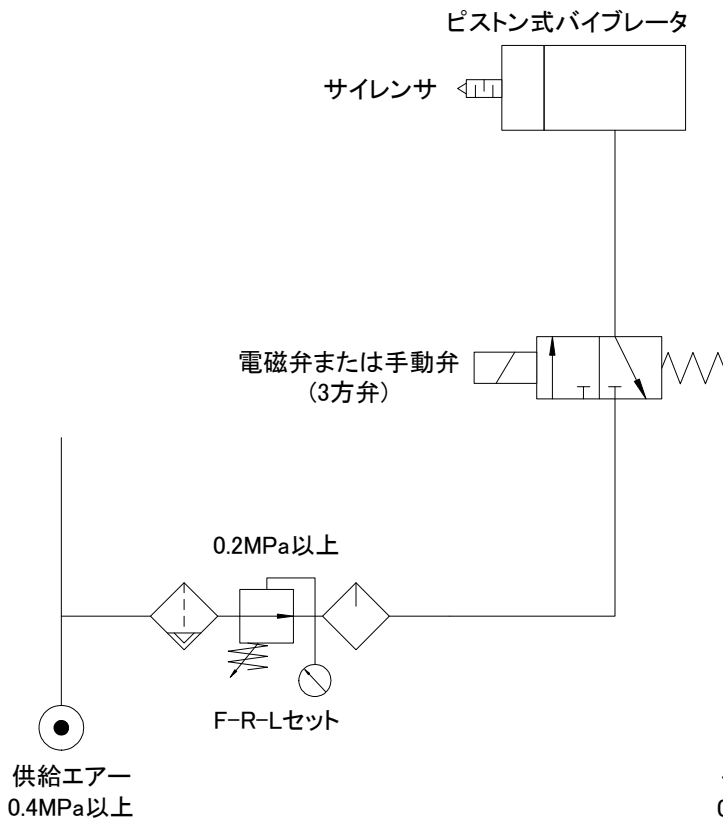 ピストン式バイブレータ
サイレンサ
電磁弁または手動弁
(3方弁)
0.2MPa以上
F-R-Lセット
供給エアー
0.4MPa以上